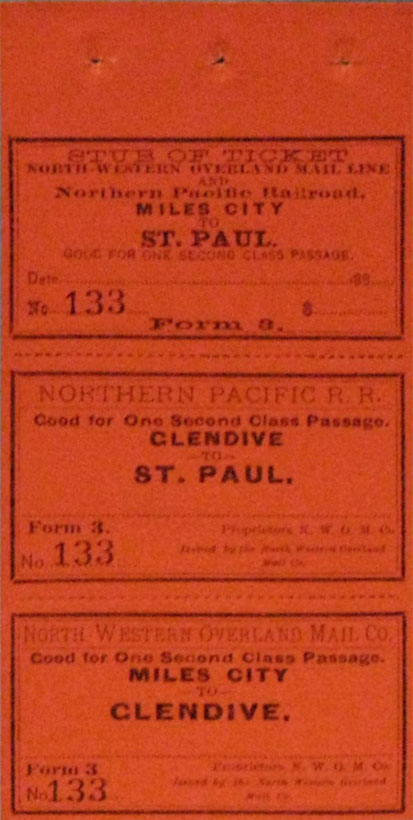 STUB OF TICKET
NORTH-WESTERN OVERLAND MAIL LINE
AND
Northern Pacific Railroad.
MILES CITY
TO
ST. PAUL.
GOOD FOR ONE SECOND CLASS PASSAGE.
Date 188
No. 133 $
Form 3.
NORTHERN PACIFIC R. R.
Good for One Second Class Passage.
GLENDIVE
—TO—
ST. PAUL.
Form 3. Proprietors N. W. O. M. Co.
No. 133 Issued by the North Western Overland
Mail Co.
NORTH-WESTERN OVERLAND MAIL CO.
Good for One Second Class Passage.
MILES CITY
—TO—
GLENDIVE.
Form 3 Proprietors N. W. O. M. Co
No. 133 Issued by the North Western Overland
Mail Co.